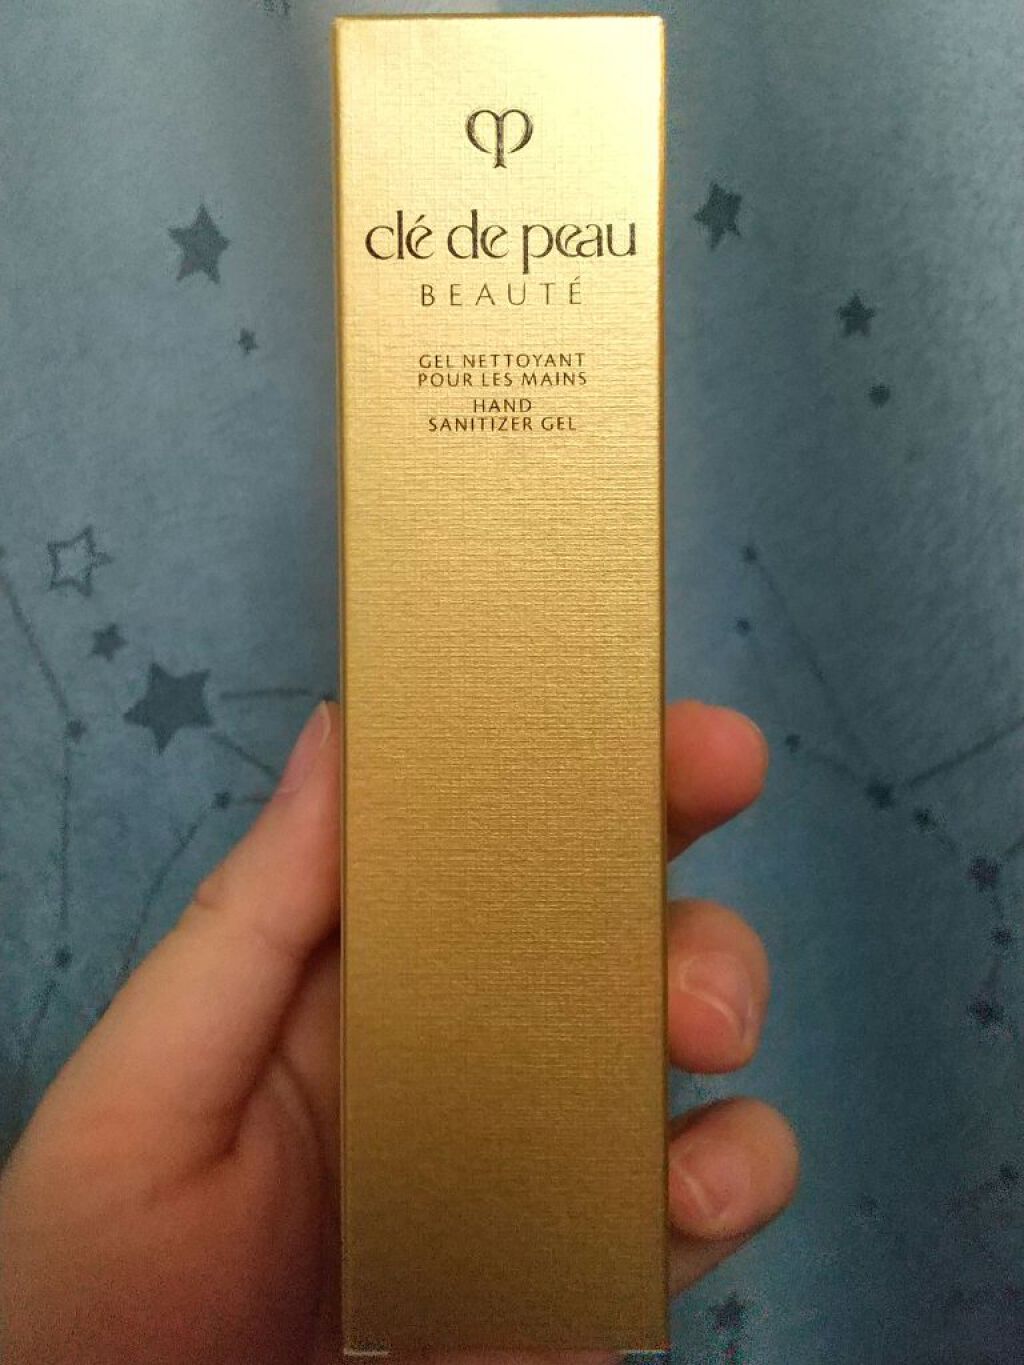 clé de peau
BEAUTÉ
GEL NETTOYANT
POUR LES MAINS
HAND
SANITIZER GEL